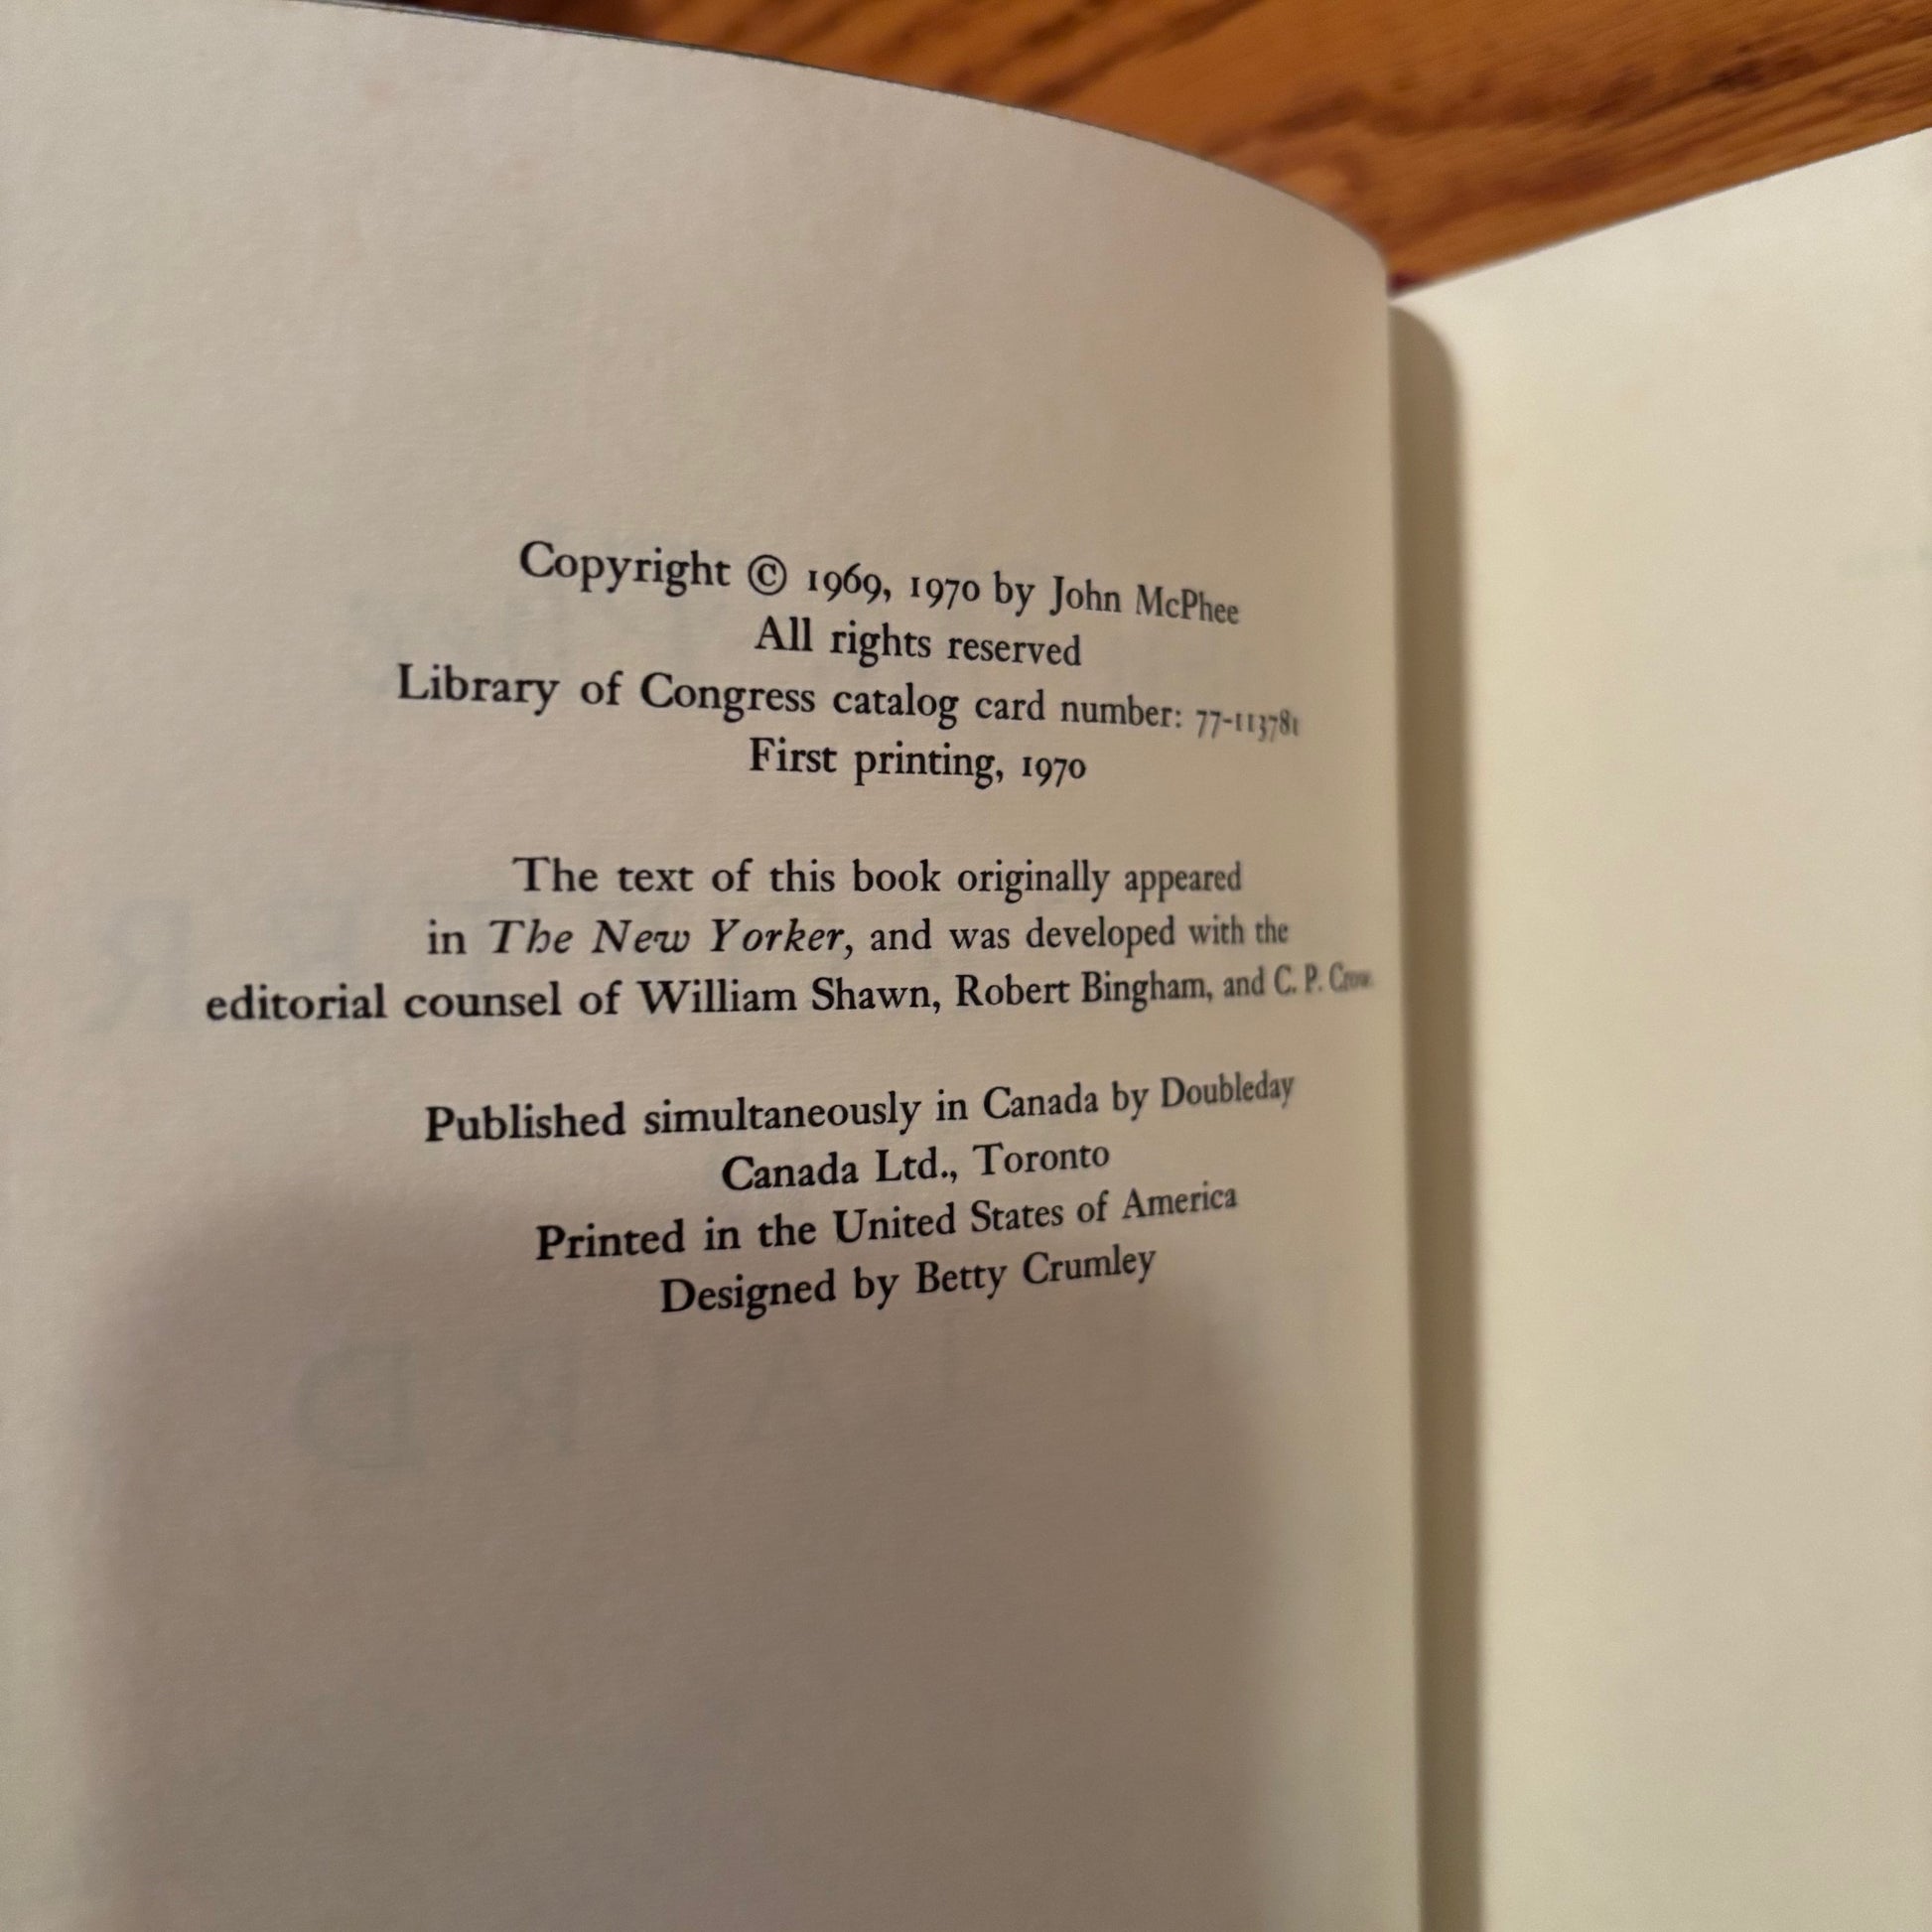 Copyright © 1969, 1970 by John McPhee
All rights reserved
Library of Congress catalog card number: 77-113781
First printing, 1970
The text of this book originally appeared
in The New Yorker, and was developed with the
editorial counsel of William Shawn, Robert Bingham, and C. P. Crow.
Published simultaneously in Canada by Doubleday
Canada Ltd., Toronto
Printed in the United States of America
Designed by Betty Crumley